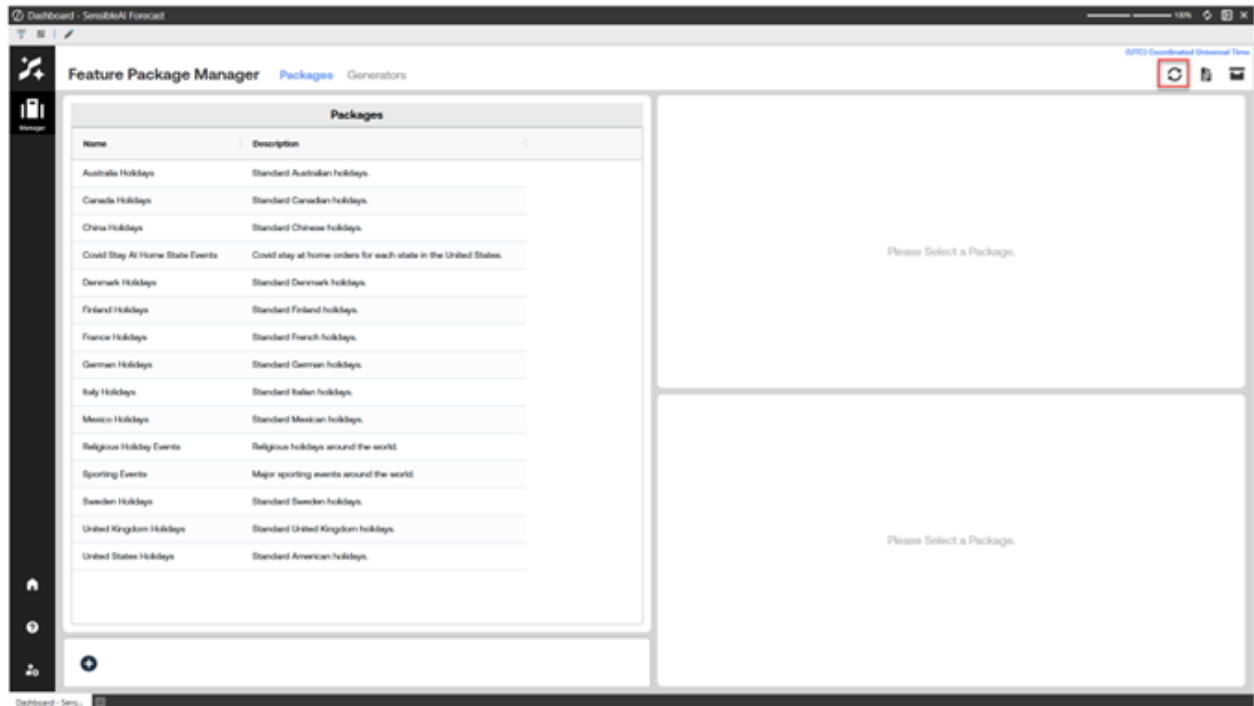 Dashboard - SensibleAI Forecast
100%
(UTC) Coordinated Universal Time
Feature Package Manager Packages Generators
Manager
Packages
Name Description
Australia Holidays Standard Australian holidays.
Canada Holidays Standard Canadian holidays.
China Holidays Standard Chinese holidays.
Covid Stay At Home State Events Covid stay at home orders for each state in the United States.
Denmark Holidays Standard Denmark holidays.
Finland Holidays Standard Finland holidays.
France Holidays Standard French holidays.
German Holidays Standard German holidays.
Italy Holidays Standard Italian holidays.
Mexico Holidays Standard Mexican holidays.
Religious Holiday Events Religious holidays around the world.
Sporting Events Major sporting events around the world.
Sweden Holidays Standard Sweden holidays.
United Kingdom Holidays Standard United Kingdom holidays.
United States Holidays Standard American holidays.
Please Select a Package.
Please Select a Package.
Dashboard - Sens...